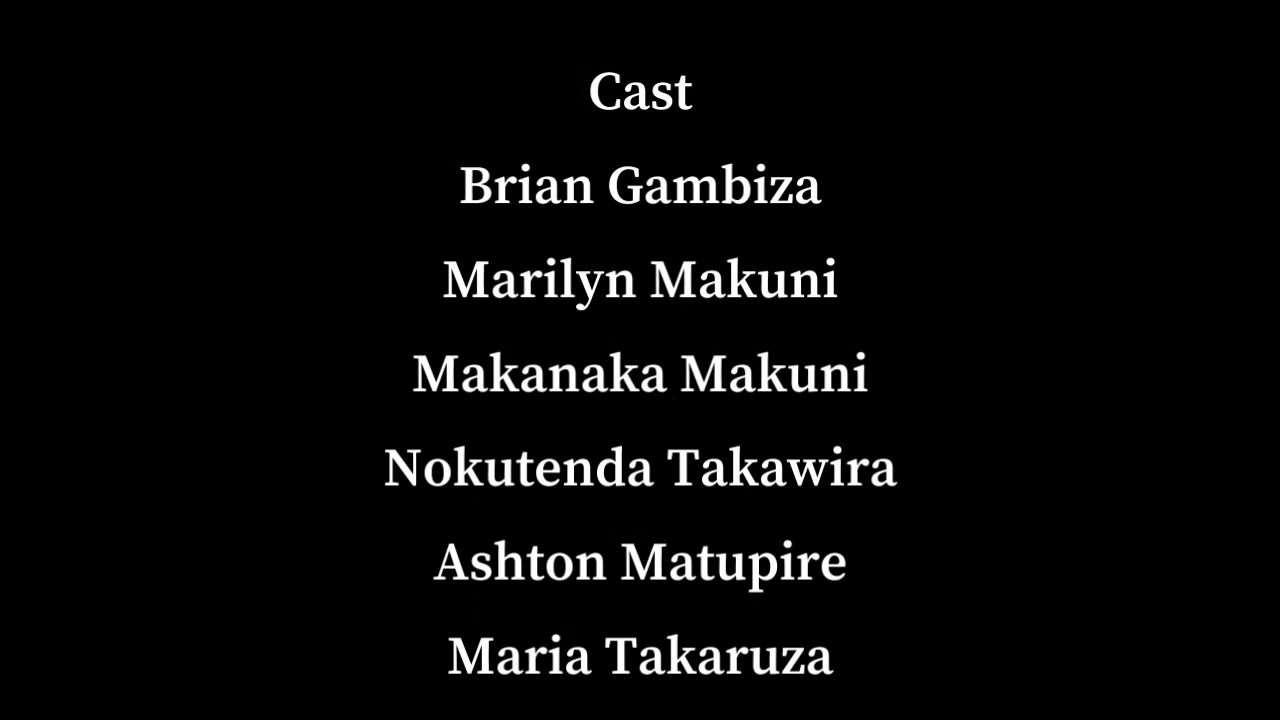 Cast
Brian Gambiza
Marilyn Makuni
Makanaka Makuni
Nokutenda Takawira
Ashton Matupire
Maria Takaruza